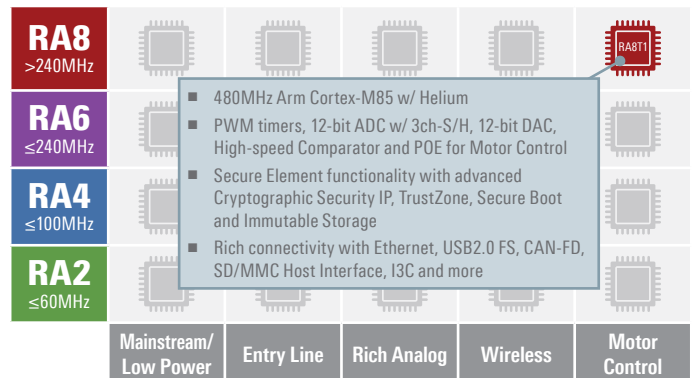 RA8
>240MHz
RA8T1
■ 480MHz Arm Cortex-M85 w/ Helium
■ PWM timers, 12-bit ADC w/ 3ch-S/H, 12-bit DAC,
High-speed Comparator and POE for Motor Control
■ Secure Element functionality with advanced
Cryptographic Security IP, TrustZone, Secure Boot
and Immutable Storage
■ Rich connectivity with Ethernet, USB2.0 FS, CAN-FD,
SD/MMC Host Interface, I3C and more
RA6
≤240MHz
RA4
≤100MHz
RA2
≤60MHz
Mainstream/
Low Power
Entry Line
Rich Analog
Wireless
Motor
Control